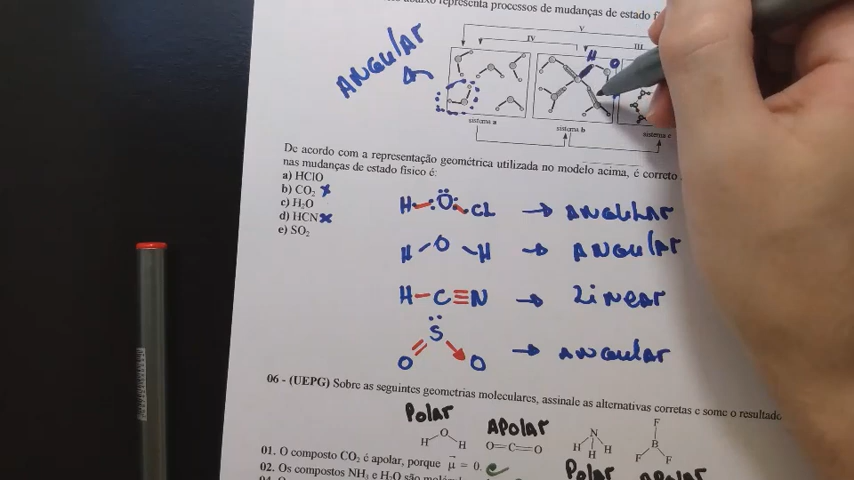 abaixo representa processos de mudanças de estado
V
IV
III
ANGULAR
H
O
sistema a
sistema b
sistema c
De acordo com a representação geométrica utilizada no modelo acima, é correto
nas mudanças de estado físico é:
a) HClO
b) CO₂ x
c) H₂O
d) HCN x
e) SO₂
H - O CL → ANGULAR
H - O - H → ANGULAR
H - C ≡ N → Linear
S
O O → Angular
06 - (UEPG) Sobre as seguintes geometrias moleculares, assinale as alternativas corretas e some o resultado
Polar
Apolar
H O H
O=C=O
N
H H H
F
B
F F
01. O composto CO₂ é apolar, porque μ = 0. e
Polar
Apolar
02. Os compostos NH₃ e H₂O são